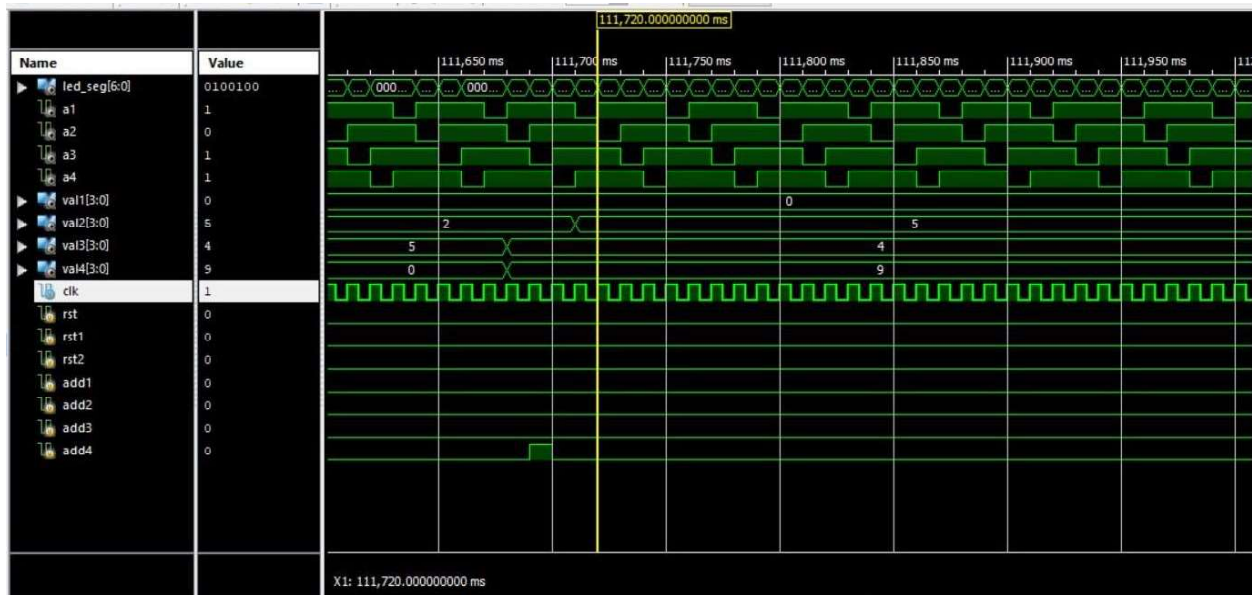 111,720.000000000 ms
Name Value
111,650 ms 111,700 ms 111,750 ms 111,800 ms 111,850 ms 111,900 ms 111,950 ms
led_seg[6:0] 0100100 ... ... 000... ... ... 000... ... ... ... ...
a1 1
a2 0
a3 1
a4 1
val1[3:0] 0 0
val2[3:0] 5 2 5
val3[3:0] 4 5 4
val4[3:0] 9 0 9
clk 1
rst 0
rst1 0
rst2 0
add1 0
add2 0
add3 0
add4 0
X1: 111,720.000000000 ms